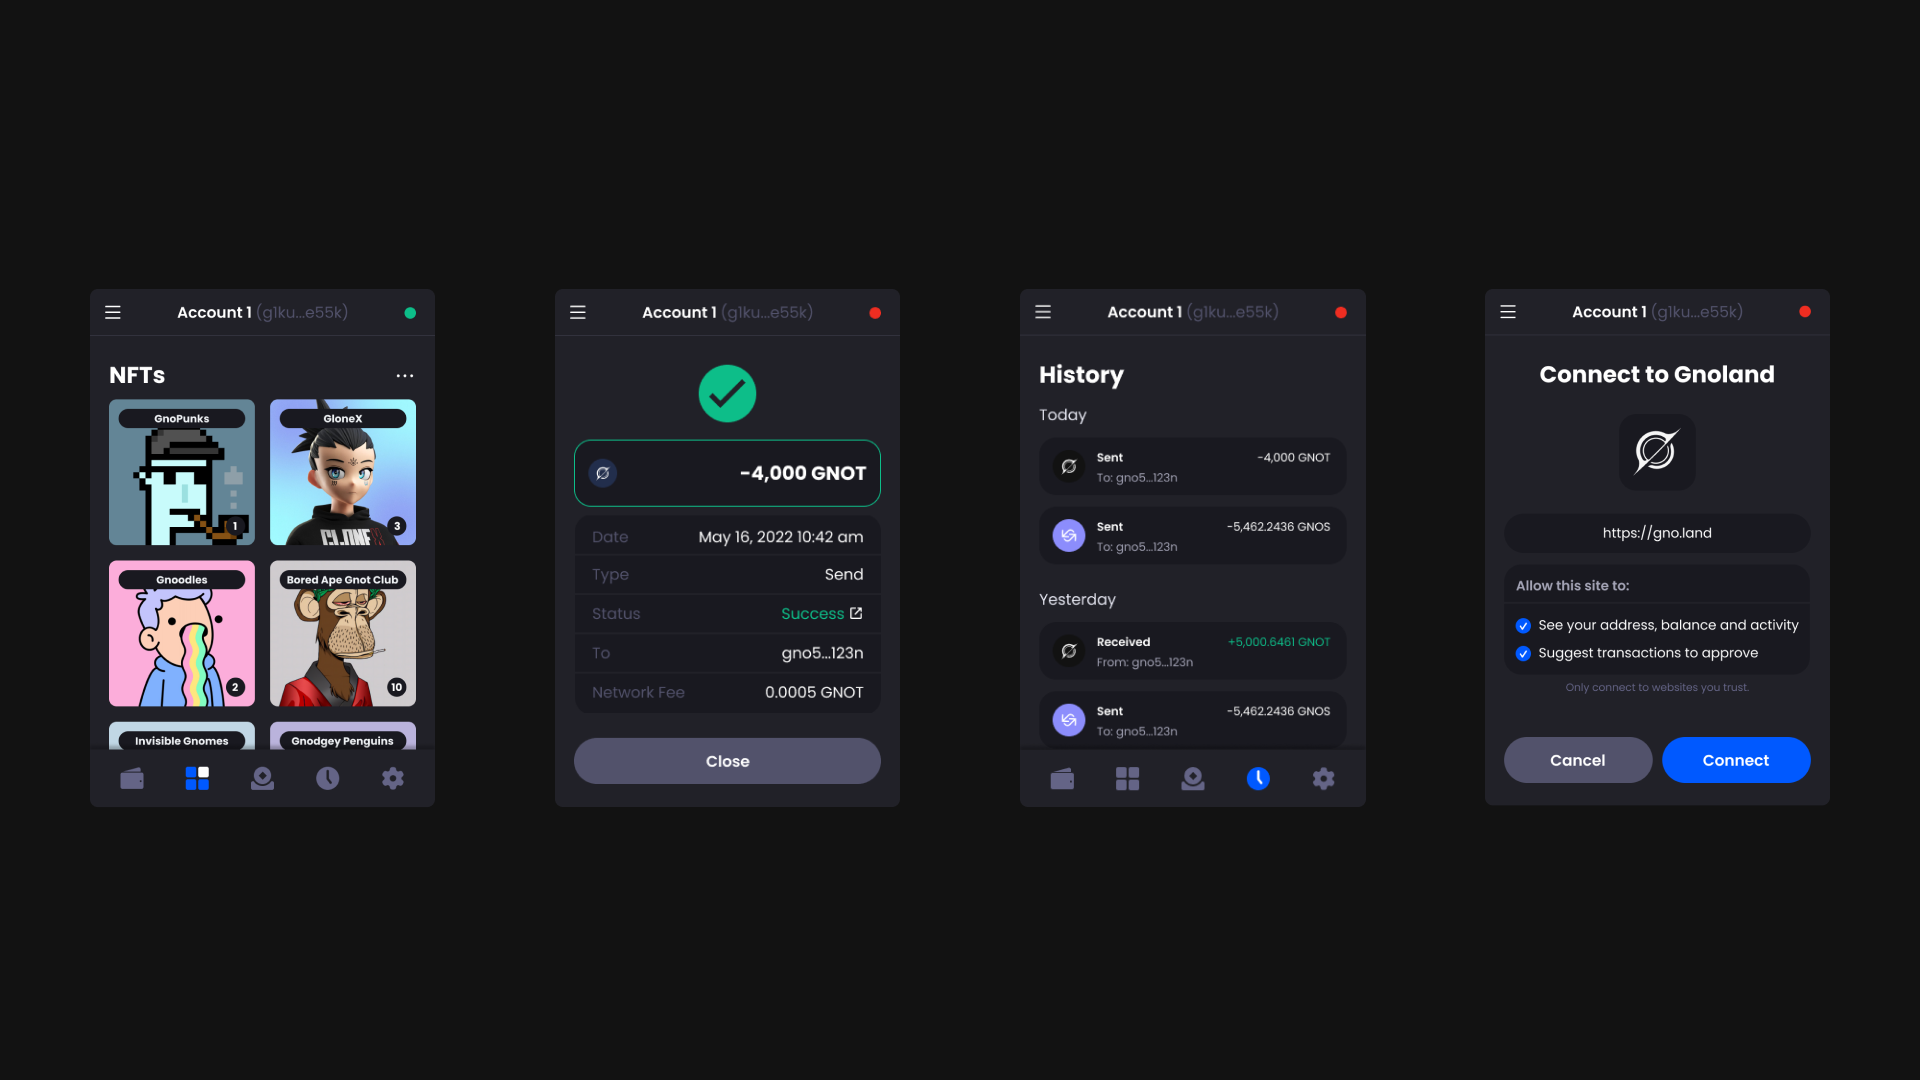 Account 1 (g1ku...e55k)
NFTs
GnoPunks
1
GloneX
CLONE X
3
Gnoodles
2
Bored Ape Gnot Club
10
Invisible Gnomes
Gnodgey Penguins
Account 1 (g1ku...e55k)
-4,000 GNOT
Date May 16, 2022 10:42 am
Type Send
Status Success
To gno5...123n
Network Fee 0.0005 GNOT
Close
Account 1 (g1ku...e55k)
History
Today
Sent -4,000 GNOT
To: gno5...123n
Sent -5,462.2436 GNOS
To: gno5...123n
Yesterday
Received +5,000.6461 GNOT
From: gno5...123n
Sent -5,462.2436 GNOS
To: gno5...123n
Account 1 (g1ku...e55k)
Connect to Gnoland
https://gno.land
Allow this site to:
See your address, balance and activity
Suggest transactions to approve
Only connect to websites you trust.
Cancel
Connect